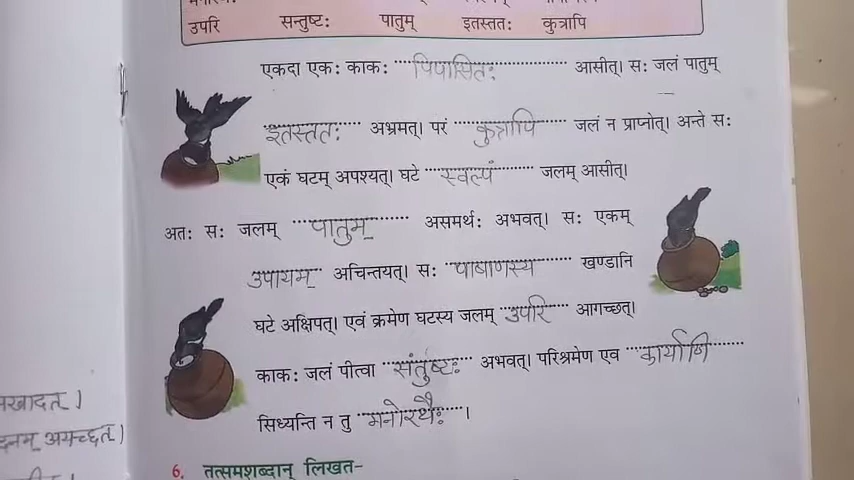 उपरि सन्तुष्टः पातुम् इतस्ततः कुत्रापि
एकदा एकः काकः पिपासितः आसीत्। सः जलं पातुम्
इतस्ततः अभ्रमत्। परं कुत्रापि जलं न प्राप्नोत्। अन्ते सः
एकं घटम् अपश्यत्। घटे स्वल्पं जलम् आसीत्।
अतः सः जलम् पातुम् असमर्थः अभवत्। सः एकम्
उपायम् अचिन्तयत्। सः पाषाणस्य खण्डानि
घटे अक्षिपत्। एवं क्रमेण घटस्य जलम् उपरि आगच्छत्।
काकः जलं पीत्वा संतुष्टः अभवत्। परिश्रमेण एव कार्याणि
सिध्यन्ति न तु मनोरथैः।
6. तत्समशब्दान् लिखत-